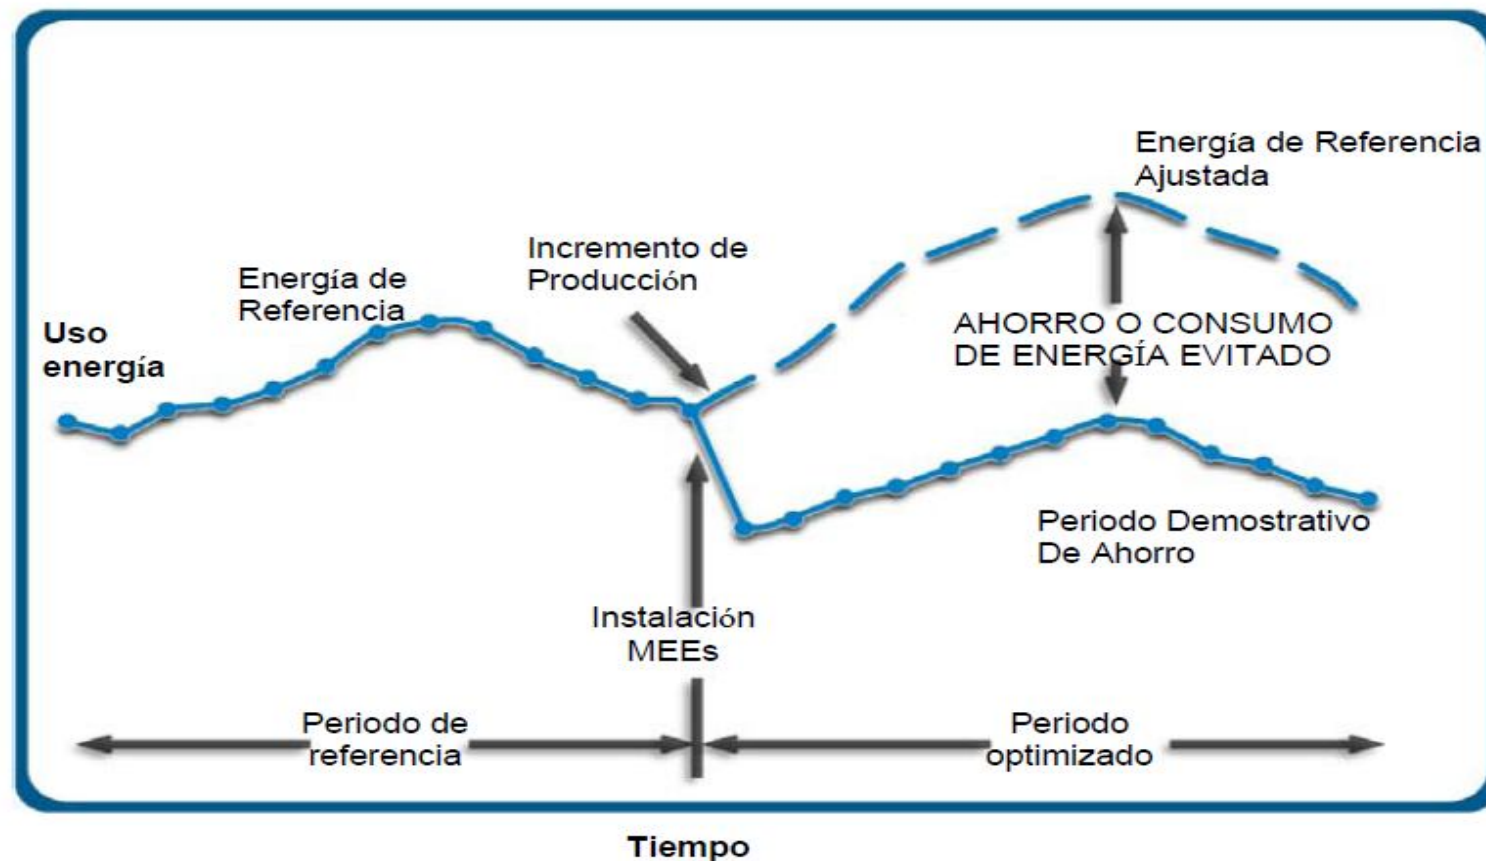 Energía de Referencia
Ajustada
Incremento de
Producción
Energía de
Referencia
Uso
energía
AHORRO O CONSUMO
DE ENERGÍA EVITADO
Periodo Demostrativo
De Ahorro
Instalación
MEEs
Periodo de
referencia
Periodo
optimizado
Tiempo